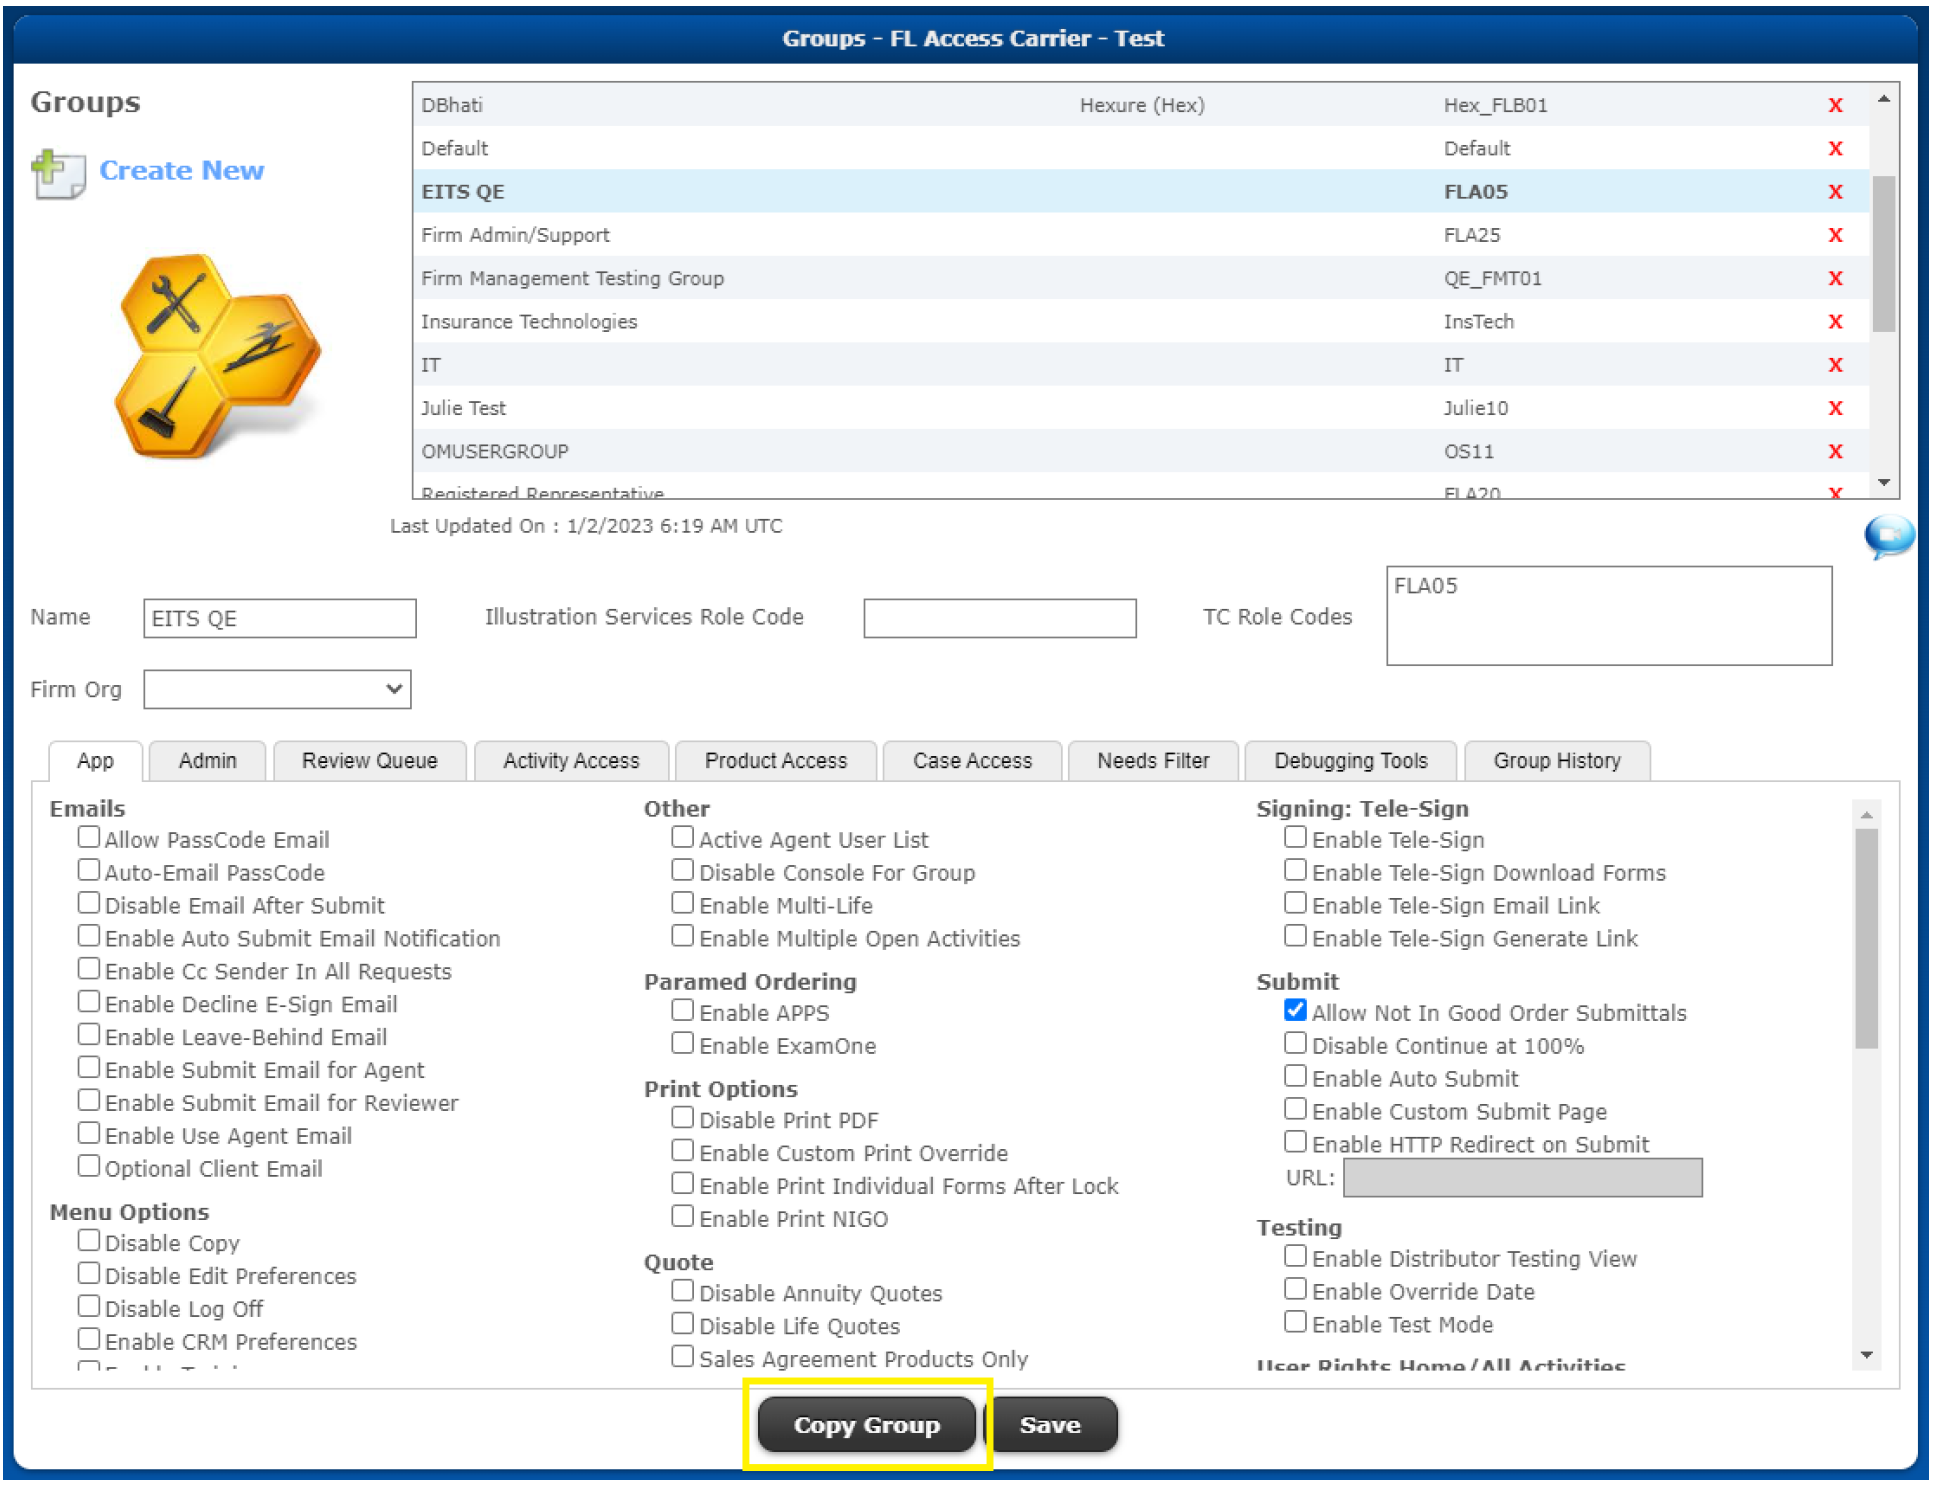 Groups - FL Access Carrier - Test
Groups
Create New
DBhati Hexure (Hex) Hex_FLB01 X
Default Default X
EITS QE FLA05 X
Firm Admin/Support FLA25 X
Firm Management Testing Group QE_FMT01 X
Insurance Technologies InsTech X
IT IT X
Julie Test Julie10 X
OMUSERGROUP OS11 X
Registered Representative FLA20 X
Last Updated On : 1/2/2023 6:19 AM UTC
Name EITS QE Illustration Services Role Code TC Role Codes FLA05
Firm Org
App Admin Review Queue Activity Access Product Access Case Access Needs Filter Debugging Tools Group History
Emails
Allow PassCode Email
Auto-Email PassCode
Disable Email After Submit
Enable Auto Submit Email Notification
Enable Cc Sender In All Requests
Enable Decline E-Sign Email
Enable Leave-Behind Email
Enable Submit Email for Agent
Enable Submit Email for Reviewer
Enable Use Agent Email
Optional Client Email
Menu Options
Disable Copy
Disable Edit Preferences
Disable Log Off
Enable CRM Preferences
Other
Active Agent User List
Disable Console For Group
Enable Multi-Life
Enable Multiple Open Activities
Paramed Ordering
Enable APPS
Enable ExamOne
Print Options
Disable Print PDF
Enable Custom Print Override
Enable Print Individual Forms After Lock
Enable Print NIGO
Quote
Disable Annuity Quotes
Disable Life Quotes
Sales Agreement Products Only
Signing: Tele-Sign
Enable Tele-Sign
Enable Tele-Sign Download Forms
Enable Tele-Sign Email Link
Enable Tele-Sign Generate Link
Submit
Allow Not In Good Order Submittals
Disable Continue at 100%
Enable Auto Submit
Enable Custom Submit Page
Enable HTTP Redirect on Submit
URL:
Testing
Enable Distributor Testing View
Enable Override Date
Enable Test Mode
User Rights Home/All Activities
Copy Group Save